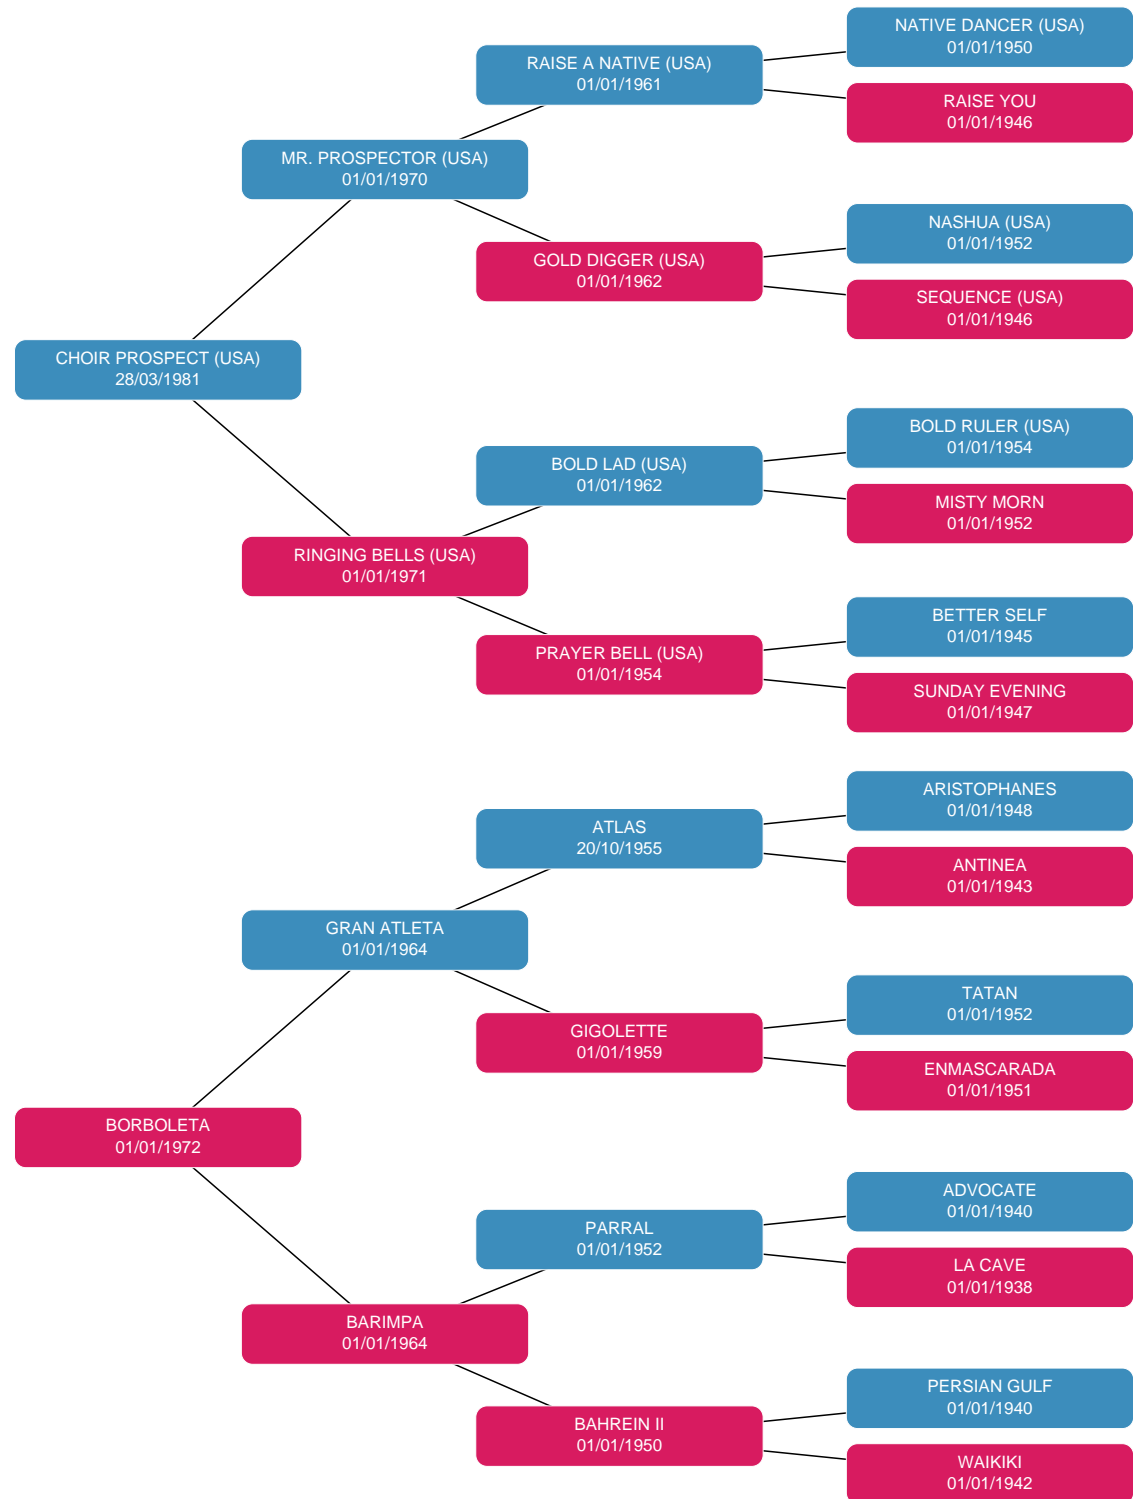 NATIVE DANCER (USA)
01/01/1950
RAISE A NATIVE (USA)
01/01/1961
RAISE YOU
01/01/1946
MR. PROSPECTOR (USA)
01/01/1970
NASHUA (USA)
01/01/1952
GOLD DIGGER (USA)
01/01/1962
SEQUENCE (USA)
01/01/1946
CHOIR PROSPECT (USA)
28/03/1981
BOLD RULER (USA)
01/01/1954
BOLD LAD (USA)
01/01/1962
MISTY MORN
01/01/1952
RINGING BELLS (USA)
01/01/1971
BETTER SELF
01/01/1945
PRAYER BELL (USA)
01/01/1954
SUNDAY EVENING
01/01/1947
ARISTOPHANES
01/01/1948
ATLAS
20/10/1955
ANTINEA
01/01/1943
GRAN ATLETA
01/01/1964
TATAN
01/01/1952
GIGOLETTE
01/01/1959
ENMASCARADA
01/01/1951
BORBOLETA
01/01/1972
ADVOCATE
01/01/1940
PARRAL
01/01/1952
LA CAVE
01/01/1938
BARIMPA
01/01/1964
PERSIAN GULF
01/01/1940
BAHREIN II
01/01/1950
WAIKIKI
01/01/1942